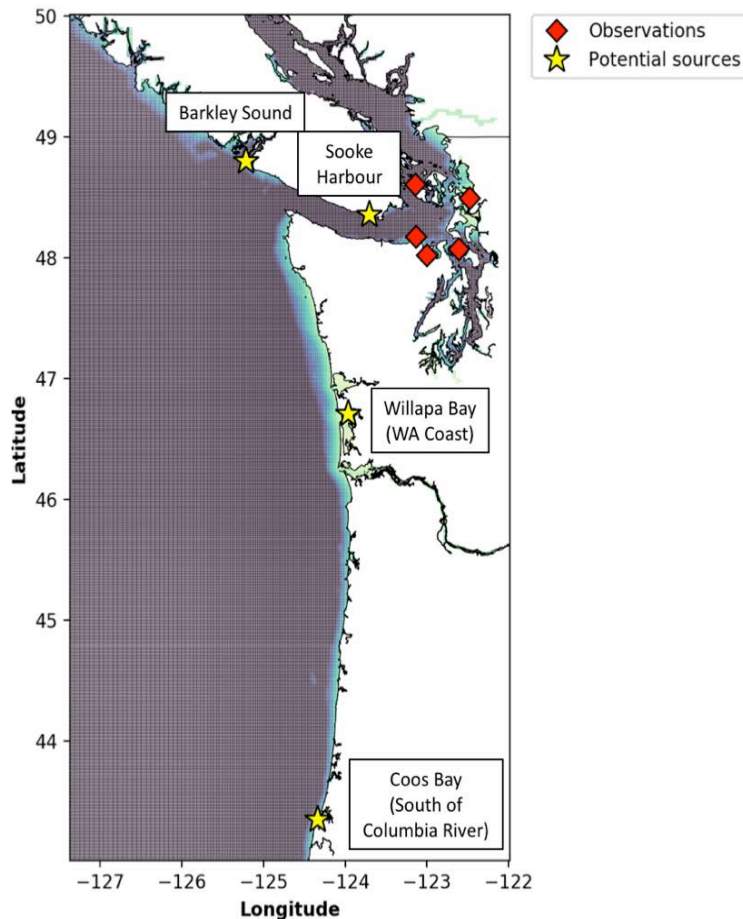 50
49
48
47
46
45
44
Latitude
−127
−126
−125
−124
−123
−122
Longitude
Barkley Sound
Sooke
Harbour
Willapa Bay
(WA Coast)
Coos Bay
(South of
Columbia River)
Observations
Potential sources